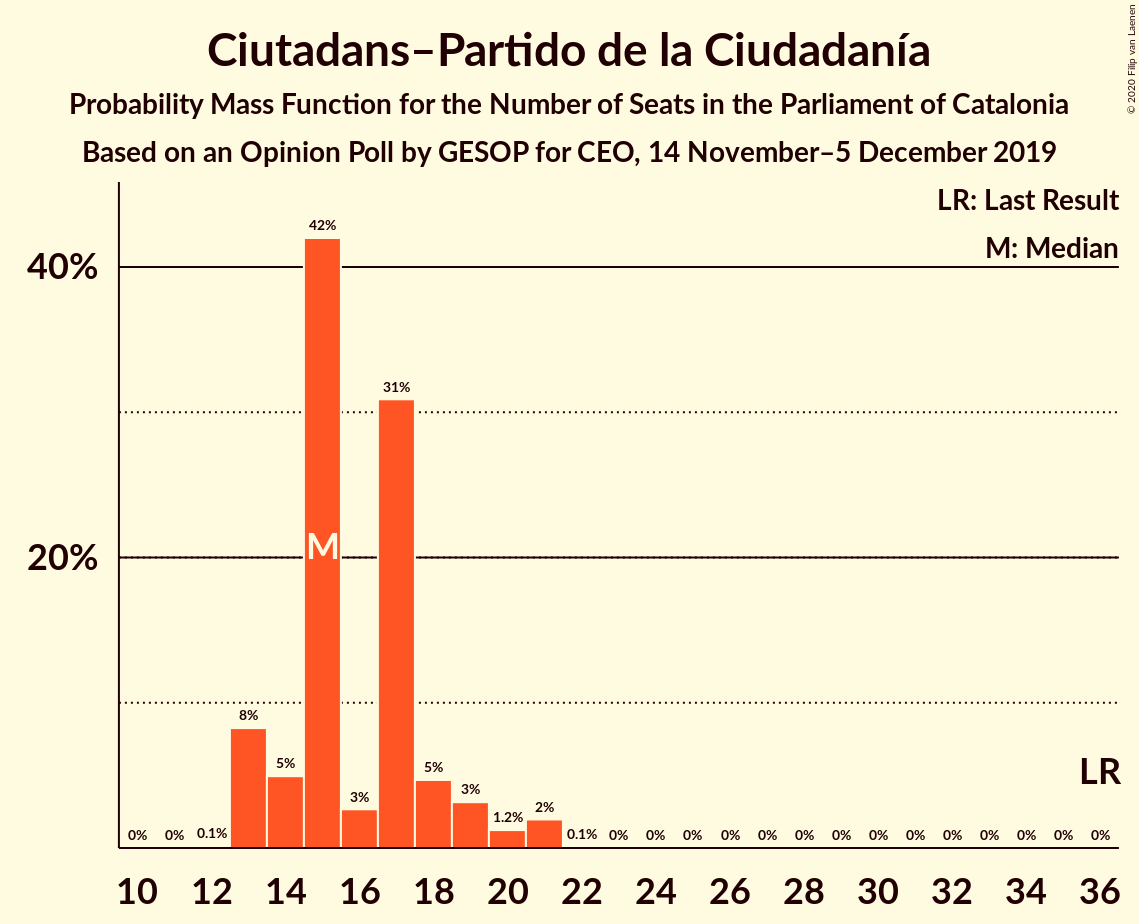 Ciutadans–Partido de la Ciudadanía
Probability Mass Function for the Number of Seats in the Parliament of Catalonia
Based on an Opinion Poll by GESOP for CEO, 14 November–5 December 2019
© 2020 Filip van Laenen
LR: Last Result
M: Median
40%
20%
42%
31%
M
8%
5%
3%
5%
3%
1.2%
2%
LR
0% 0% 0.1% 0.1% 0% 0% 0% 0% 0% 0% 0% 0% 0% 0% 0% 0% 0% 0%
10 12 14 16 18 20 22 24 26 28 30 32 34 36